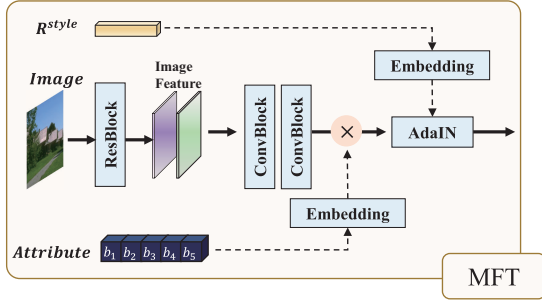 R^style
Embedding
Image
Image
Feature
ResBlock
ConvBlock
ConvBlock
×
AdaIN
Embedding
Attribute
b₁ b₂ b₃ b₄ b₅
MFT